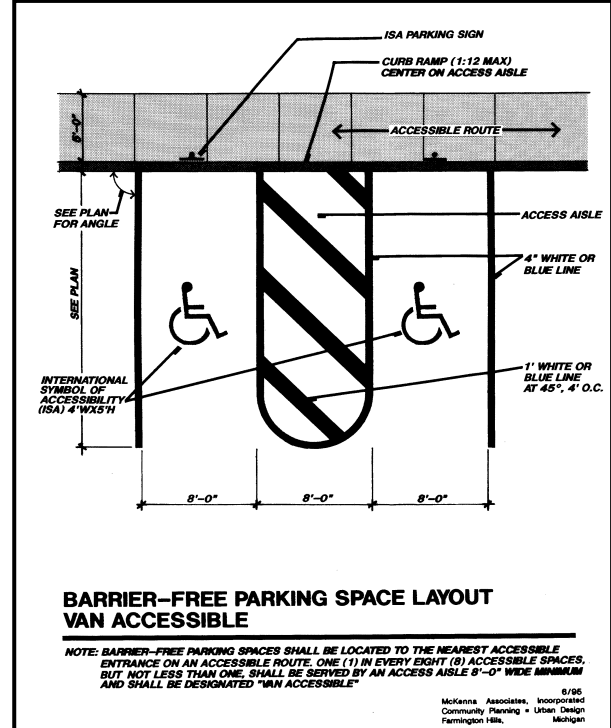 ISA PARKING SIGN
CURB RAMP (1:12 MAX)
CENTER ON ACCESS AISLE
5'-0"
ACCESSIBLE ROUTE
SEE PLAN
FOR ANGLE
ACCESS AISLE
4" WHITE OR
BLUE LINE
SEE PLAN
INTERNATIONAL
SYMBOL OF
ACCESSIBILITY
(ISA) 4'WX5'H
1' WHITE OR
BLUE LINE
AT 45°, 4' O.C.
8'-0" 8'-0" 8'-0"
BARRIER-FREE PARKING SPACE LAYOUT
VAN ACCESSIBLE
NOTE: BARRIER-FREE PARKING SPACES SHALL BE LOCATED TO THE NEAREST ACCESSIBLE
ENTRANCE ON AN ACCESSIBLE ROUTE. ONE (1) IN EVERY EIGHT (8) ACCESSIBLE SPACES,
BUT NOT LESS THAN ONE, SHALL BE SERVED BY AN ACCESS AISLE 8'-0" WIDE MINIMUM
AND SHALL BE DESIGNATED "VAN ACCESSIBLE"
6/95
McKenna Associates, Incorporated
Community Planning • Urban Design
Farmington Hills, Michigan